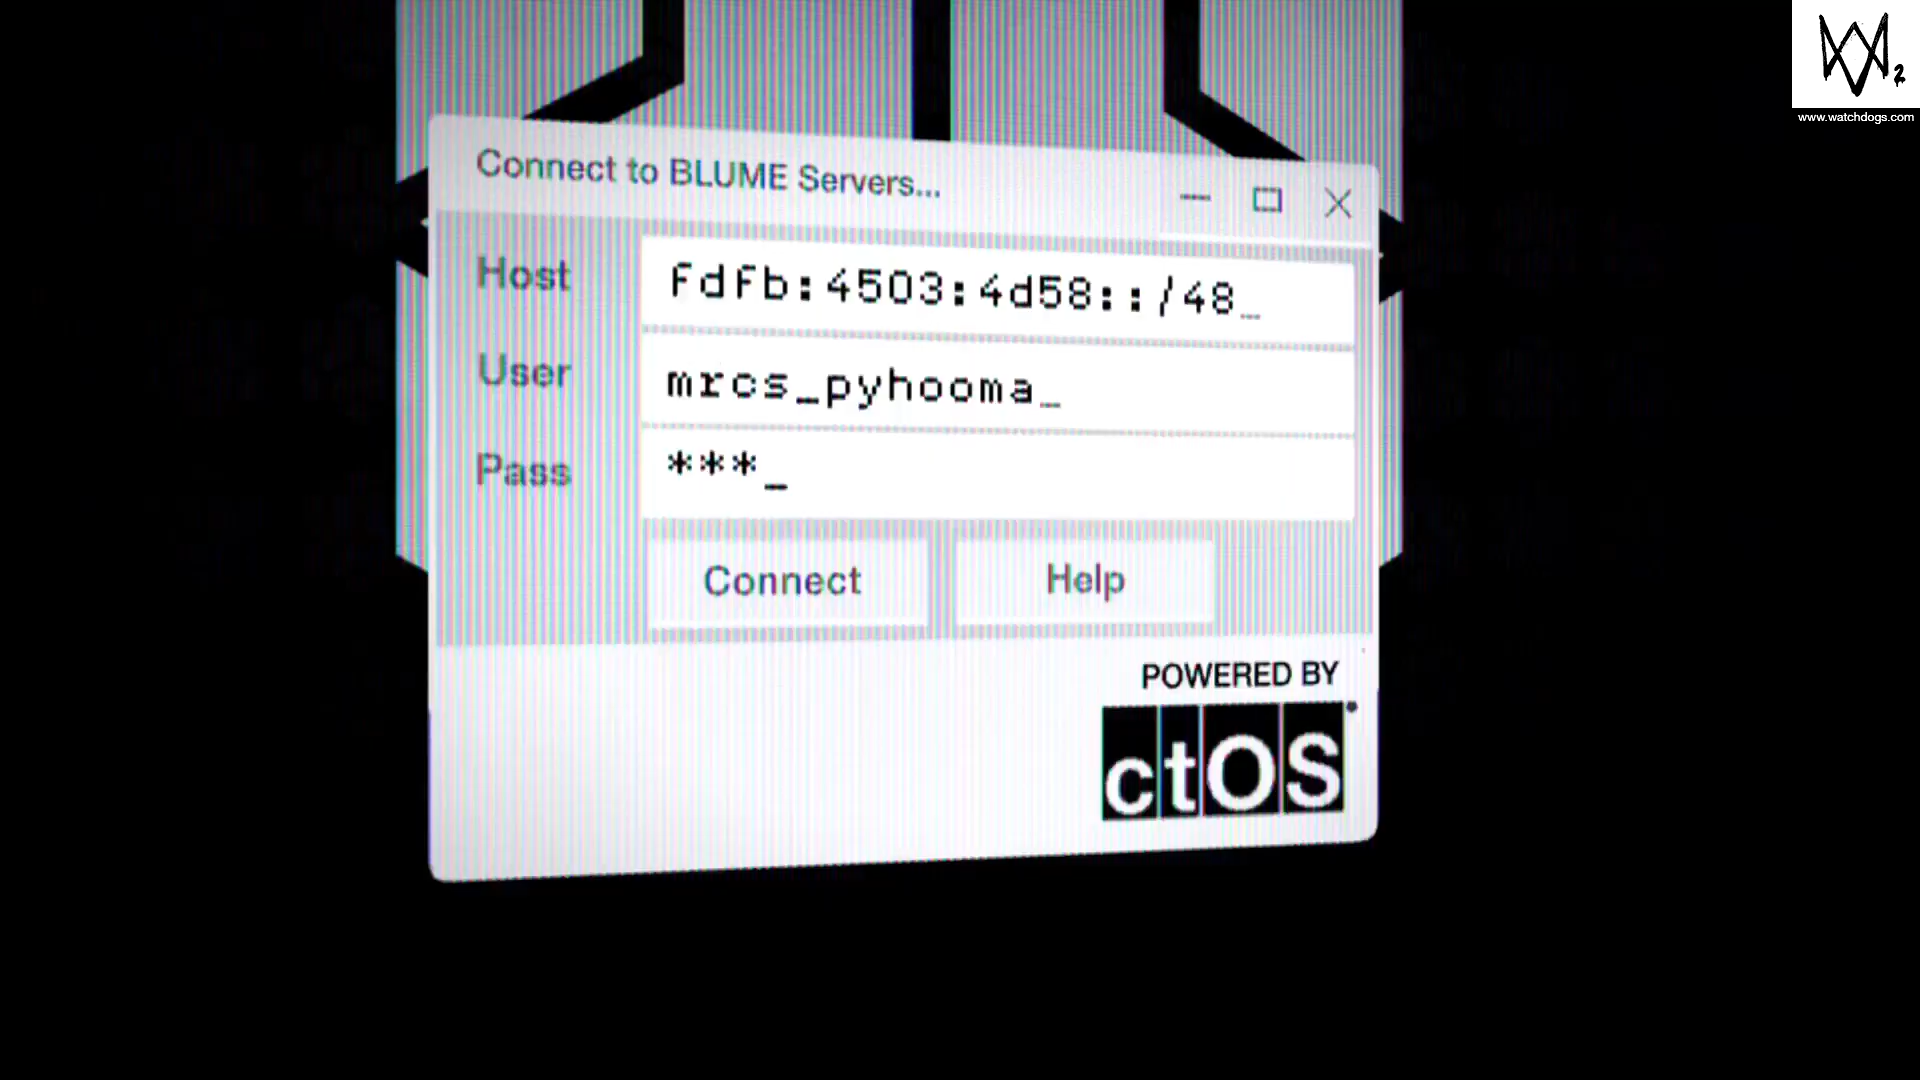 2
www.watchdogs.com
Connect to BLUME Servers...
Host
fdfb:4503:4d58::/48_
User
mrcs_pyhooma_
Pass
***_
Connect
Help
POWERED BY
ctOS